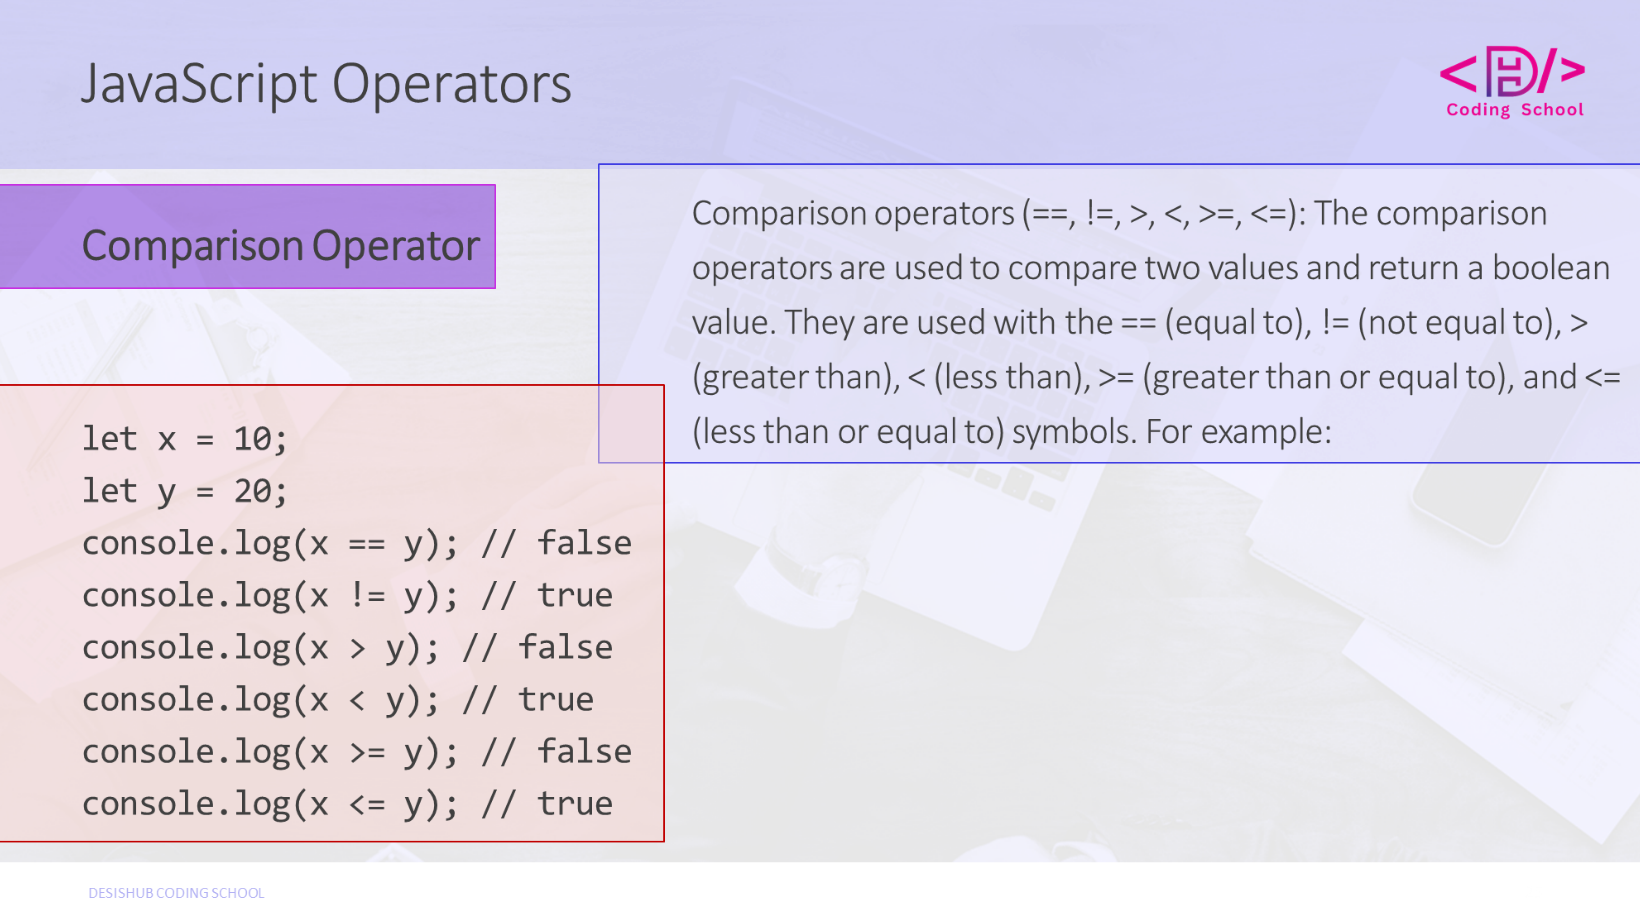 JavaScript Operators
<DH/>
Coding School
Comparison Operator
Comparison operators (==, !=, >, <, >=, <=): The comparison
operators are used to compare two values and return a boolean
value. They are used with the == (equal to), != (not equal to), >
(greater than), < (less than), >= (greater than or equal to), and <=
(less than or equal to) symbols. For example:
let x = 10;
let y = 20;
console.log(x == y); // false
console.log(x != y); // true
console.log(x > y); // false
console.log(x < y); // true
console.log(x >= y); // false
console.log(x <= y); // true
DESISHUB CODING SCHOOL